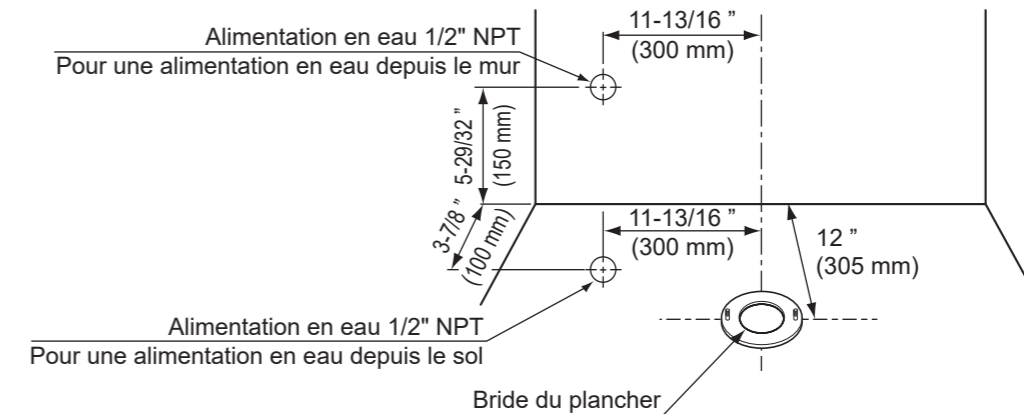 11-13/16 ”
(300 mm)
Alimentation en eau 1/2" NPT
Pour une alimentation en eau depuis le mur
5-29/32 ”
(150 mm)
3-7/8 ”
(100 mm)
11-13/16 ”
(300 mm)
12 ”
(305 mm)
Alimentation en eau 1/2" NPT
Pour une alimentation en eau depuis le sol
Bride du plancher